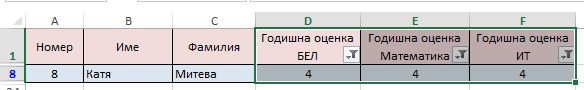 A B C D E F
1 Номер Име Фамилия Годишна оценка БЕЛ Годишна оценка Математика Годишна оценка ИТ
8 8 Катя Митева 4 4 4